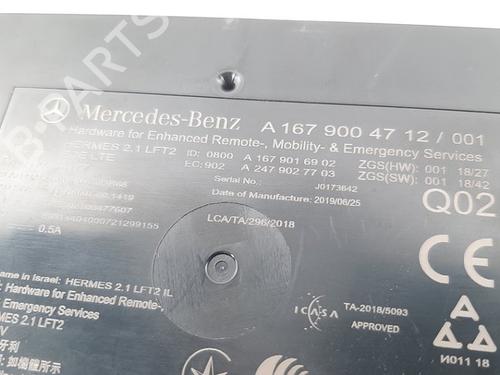 Mercedes-Benz A 167 900 47 12 / 001
Hardware for Enhanced Remote-, Mobility- & Emergency Services
HERMES 2.1 LFT2 ID: 0800 A 167 901 69 02 ZGS(HW): 001 18/27
LTE EC: 902 A 247 902 77 03 ZGS(SW): 001 18/42
Serial No.: J0173642
Date of Manufacture: 2019/06/25
Q02
0.5A
LCA/TA/296/2018
CE
name in Israel: HERMES 2.1 LFT2 IL
Hardware for Enhanced Remote-,
Emergency Services
2.1 LFT2
ICASA
TA-2018/5093
APPROVED
И011 18